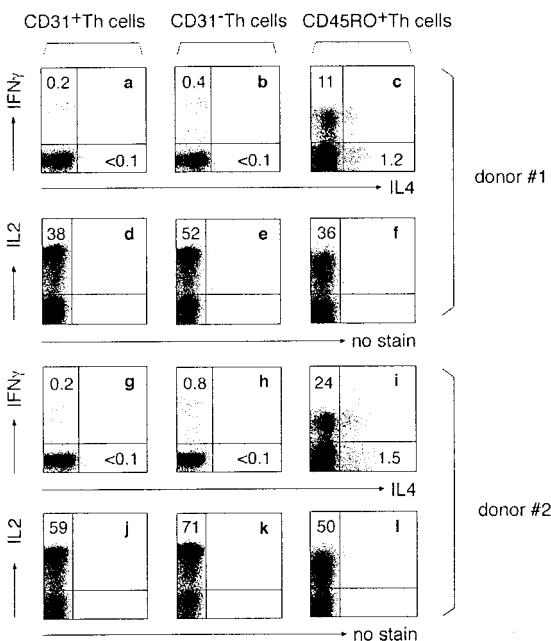 CD31⁺Th cells CD31⁻Th cells CD45RO⁺Th cells
IFNγ
0.2 a 0.4 b 11 c
<0.1 <0.1 1.2
IL4
donor #1
IL2
38 d 52 e 36 f
no stain
IFNγ
0.2 g 0.8 h 24 i
<0.1 <0.1 1.5
IL4
donor #2
IL2
59 j 71 k 50 l
no stain